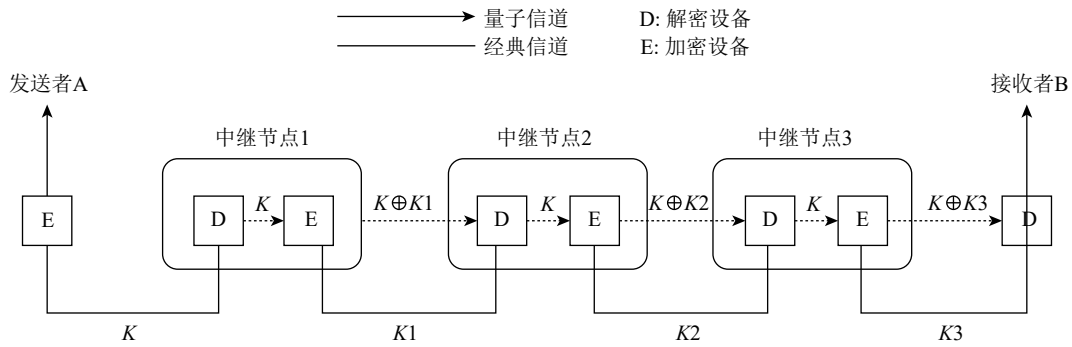 量子信道 D: 解密设备
经典信道 E: 加密设备
发送者A 接收者B
中继节点1 中继节点2 中继节点3
E D K E K⊕K1 D K E K⊕K2 D K E K⊕K3 D
K K1 K2 K3